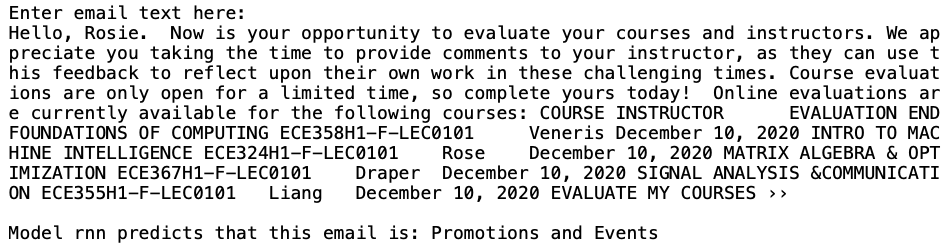 Enter email text here:
Hello, Rosie.  Now is your opportunity to evaluate your courses and instructors. We ap
preciate you taking the time to provide comments to your instructor, as they can use t
his feedback to reflect upon their own work in these challenging times. Course evaluat
ions are only open for a limited time, so complete yours today!  Online evaluations ar
e currently available for the following courses: COURSE INSTRUCTOR      EVALUATION END
FOUNDATIONS OF COMPUTING ECE358H1-F-LEC0101     Veneris December 10, 2020 INTRO TO MAC
HINE INTELLIGENCE ECE324H1-F-LEC0101    Rose    December 10, 2020 MATRIX ALGEBRA & OPT
IMIZATION ECE367H1-F-LEC0101    Draper  December 10, 2020 SIGNAL ANALYSIS &COMMUNICATI
ON ECE355H1-F-LEC0101   Liang   December 10, 2020 EVALUATE MY COURSES ››
Model rnn predicts that this email is: Promotions and Events